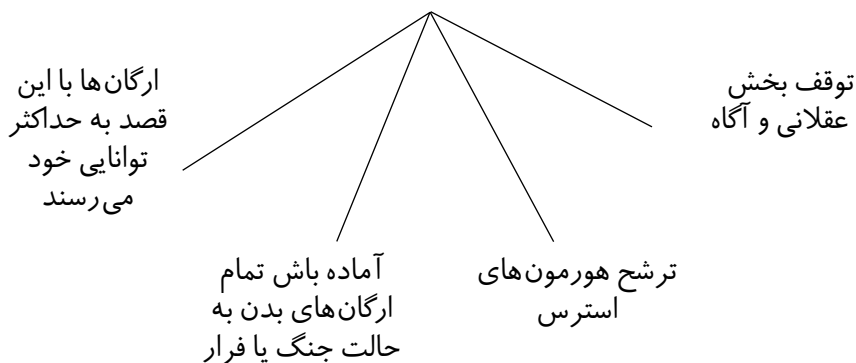 توقف بخش
عقلانی و آگاه
ترشح هورمون‌های
استرس
آماده باش تمام
ارگان‌های بدن به
حالت جنگ یا فرار
ارگان‌ها با این
قصد به حداکثر
توانایی خود
می‌رسند